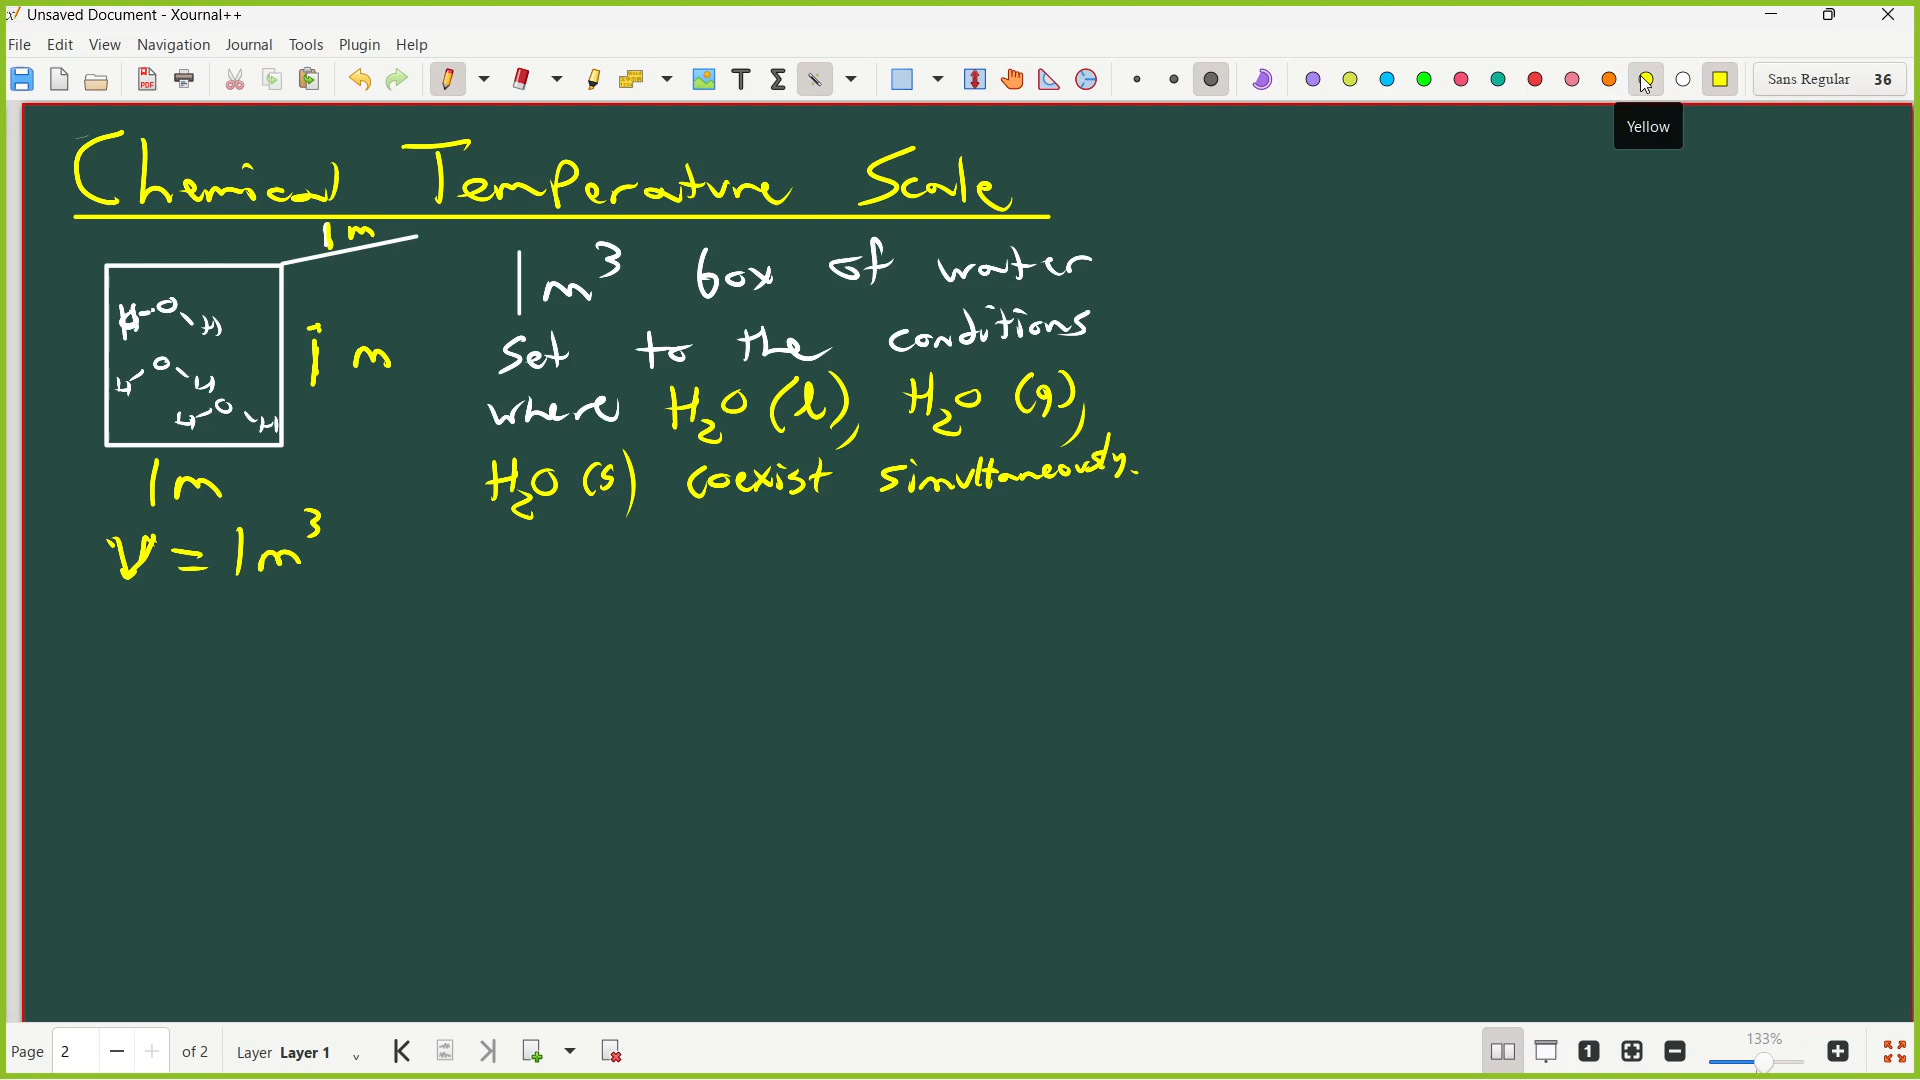 Unsaved Document - Xournal++
File Edit View Navigation Journal Tools Plugin Help
PDF
T Σ
Sans Regular 36
Yellow
Chemical Temperature Scale
1 m
1 m³ box of water
H-O
H
set to the conditions
1 m
O
H H
where H₂O (l), H₂O (g),
H O H
H₂O (s) coexist simultaneously.
1 m
V = 1 m³
Page 2 of 2 Layer Layer 1
1
133%